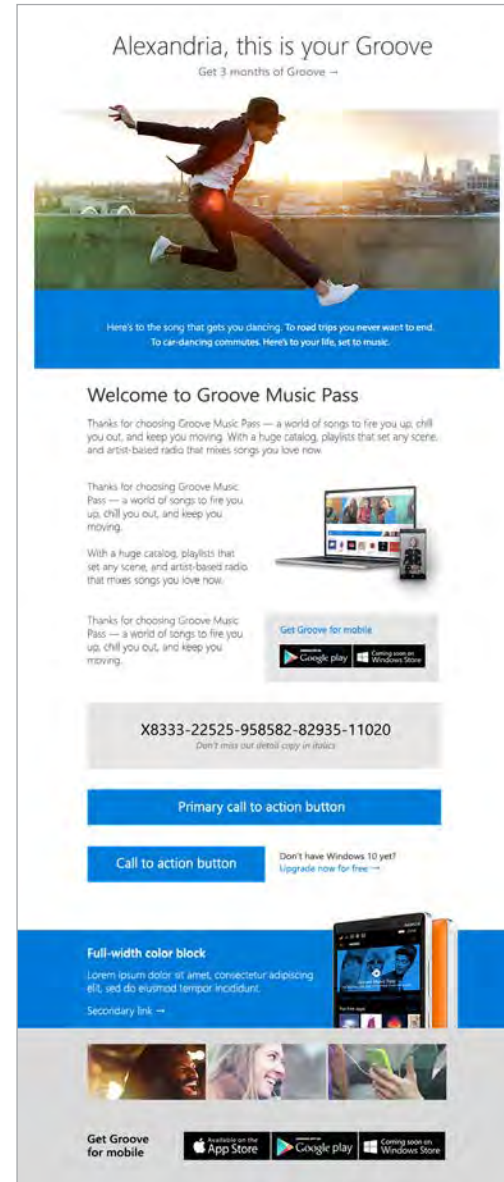 Alexandria, this is your Groove
Get 3 months of Groove →
Here's to the song that gets you dancing. To road trips you never want to end.
To car-dancing commutes. Here's to your life, set to music.
Welcome to Groove Music Pass
Thanks for choosing Groove Music Pass — a world of songs to fire you up, chill
you out, and keep you moving. With a huge catalog, playlists that set any scene,
and artist-based radio that mixes songs you love now.
Thanks for choosing Groove Music
Pass — a world of songs to fire you
up, chill you out, and keep you
moving.
With a huge catalog, playlists that
set any scene, and artist-based radio
that mixes songs you love now.
Thanks for choosing Groove Music
Pass — a world of songs to fire you
up, chill you out, and keep you
moving.
Get Groove for mobile
Google play
Coming soon on
Windows Store
X8333-22525-958582-82935-11020
Don't miss out detail copy in italics
Primary call to action button
Call to action button
Don't have Windows 10 yet?
Upgrade now for free →
Full-width color block
Lorem ipsum dolor sit amet, consectetur adipiscing
elit, sed do eiusmod tempor incididunt.
Secondary link →
Get Groove
for mobile
Available on the
App Store
Google play
Coming soon on
Windows Store